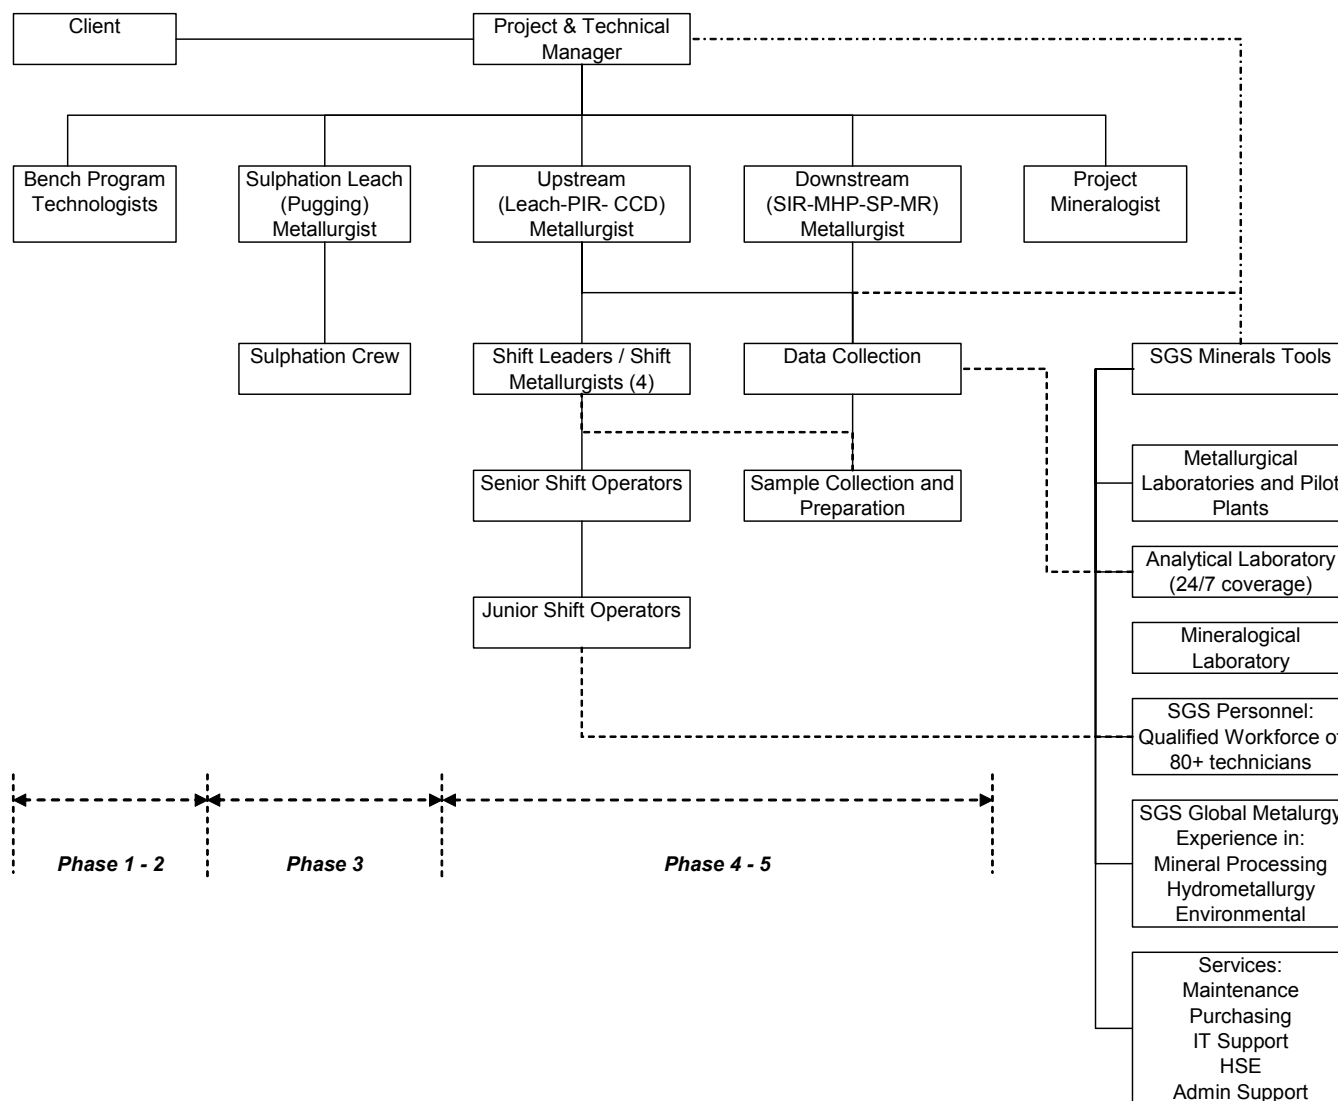 Client
Project & Technical
Manager
Bench Program
Technologists
Sulphation Leach
(Pugging)
Metallurgist
Upstream
(Leach-PIR- CCD)
Metallurgist
Downstream
(SIR-MHP-SP-MR)
Metallurgist
Project
Mineralogist
Sulphation Crew
Shift Leaders / Shift
Metallurgists (4)
Data Collection
SGS Minerals Tools
Senior Shift Operators
Sample Collection and
Preparation
Metallurgical
Laboratories and Pilot
Plants
Analytical Laboratory
(24/7 coverage)
Junior Shift Operators
Mineralogical
Laboratory
SGS Personnel:
Qualified Workforce of
80+ technicians
SGS Global Metalurgy
Experience in:
Mineral Processing
Hydrometallurgy
Environmental
Phase 1 - 2
Phase 3
Phase 4 - 5
Services:
Maintenance
Purchasing
IT Support
HSE
Admin Support